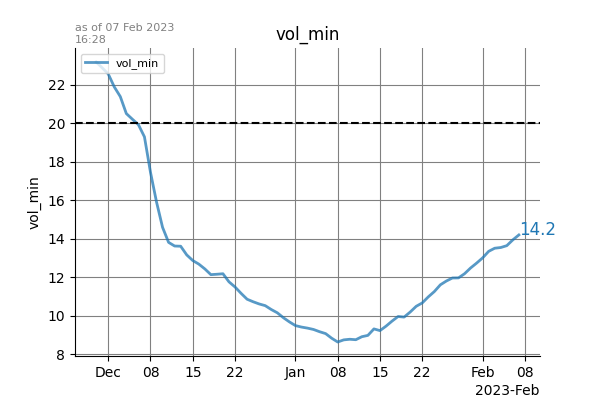 as of 07 Feb 2023
16:28
vol_min
vol_min
22
20
18
16
14
12
10
8
vol_min
14.2
Dec 08 15 22 Jan 08 15 22 Feb 08
2023-Feb